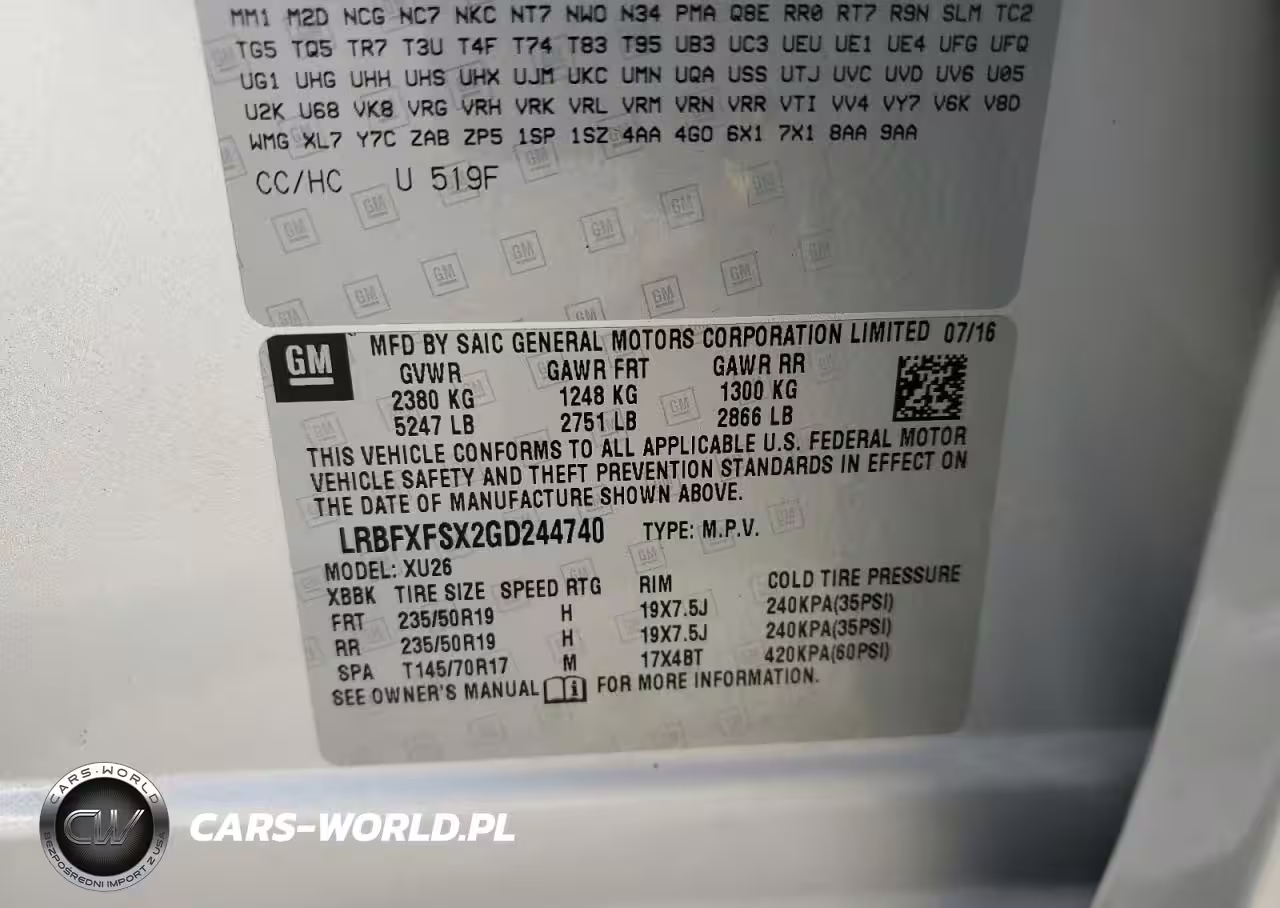 MM1 M2D NCG NC7 NKC NT7 NWO N34 PMA Q8E RR0 RT7 R9N SLM TC2
TG5 TQ5 TR7 T3U T4F T74 T83 T95 UB3 UC3 UEU UE1 UE4 UFG UFQ
UG1 UHG UHH UHS UHX UJM UKC UMN UQA USS UTJ UVC UVD UV6 U05
U2K U68 VK8 VRG VRH VRK VRL VRM VRN VRR VTI VV4 VY7 V6K V8D
WMG XL7 Y7C ZAB ZP5 1SP 1SZ 4AA 4G0 6X1 7X1 8AA 9AA
CC/HC U 519F
GM
MFD BY SAIC GENERAL MOTORS CORPORATION LIMITED 07/16
GVWR GAWR FRT GAWR RR
2380 KG 1248 KG 1300 KG
5247 LB 2751 LB 2866 LB
THIS VEHICLE CONFORMS TO ALL APPLICABLE U.S. FEDERAL MOTOR
VEHICLE SAFETY AND THEFT PREVENTION STANDARDS IN EFFECT ON
THE DATE OF MANUFACTURE SHOWN ABOVE.
LRBFXFSX2GD244740 TYPE: M.P.V.
MODEL: XU26
XBBK TIRE SIZE SPEED RTG RIM COLD TIRE PRESSURE
FRT 235/50R19 H 19X7.5J 240KPA(35PSI)
RR 235/50R19 H 19X7.5J 240KPA(35PSI)
SPA T145/70R17 M 17X4BT 420KPA(60PSI)
SEE OWNER'S MANUAL FOR MORE INFORMATION.
CARS-WORLD
CW
BEZPOŚREDNI IMPORT Z USA
CARS-WORLD.PL